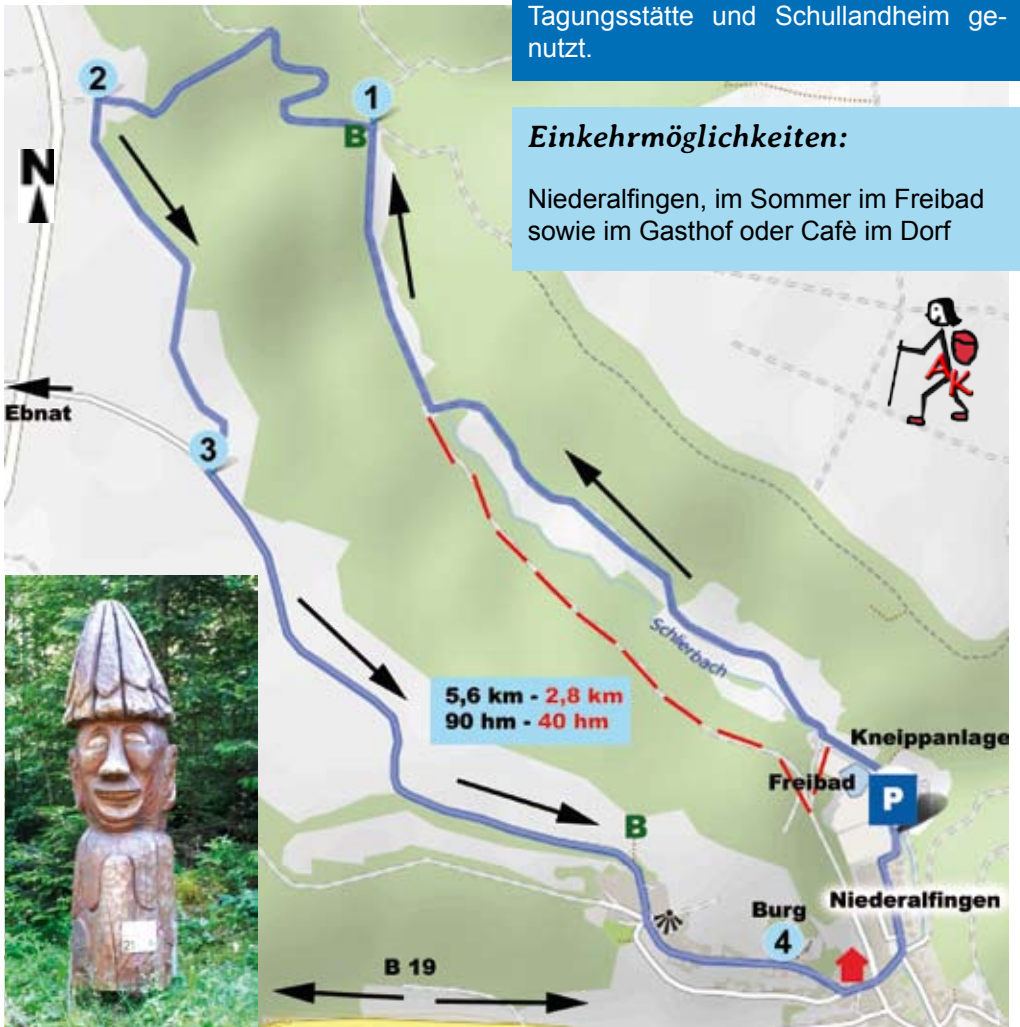 Tagungsstätte und Schullandheim ge-
nutzt.
Einkehrmöglichkeiten:
Niederalfingen, im Sommer im Freibad
sowie im Gasthof oder Cafè im Dorf
2
1
B
N
AK
Ebnat
3
Schlierbach
5,6 km - 2,8 km
90 hm - 40 hm
Kneippanlage
Freibad
P
B
Niederalfingen
Burg
4
B 19